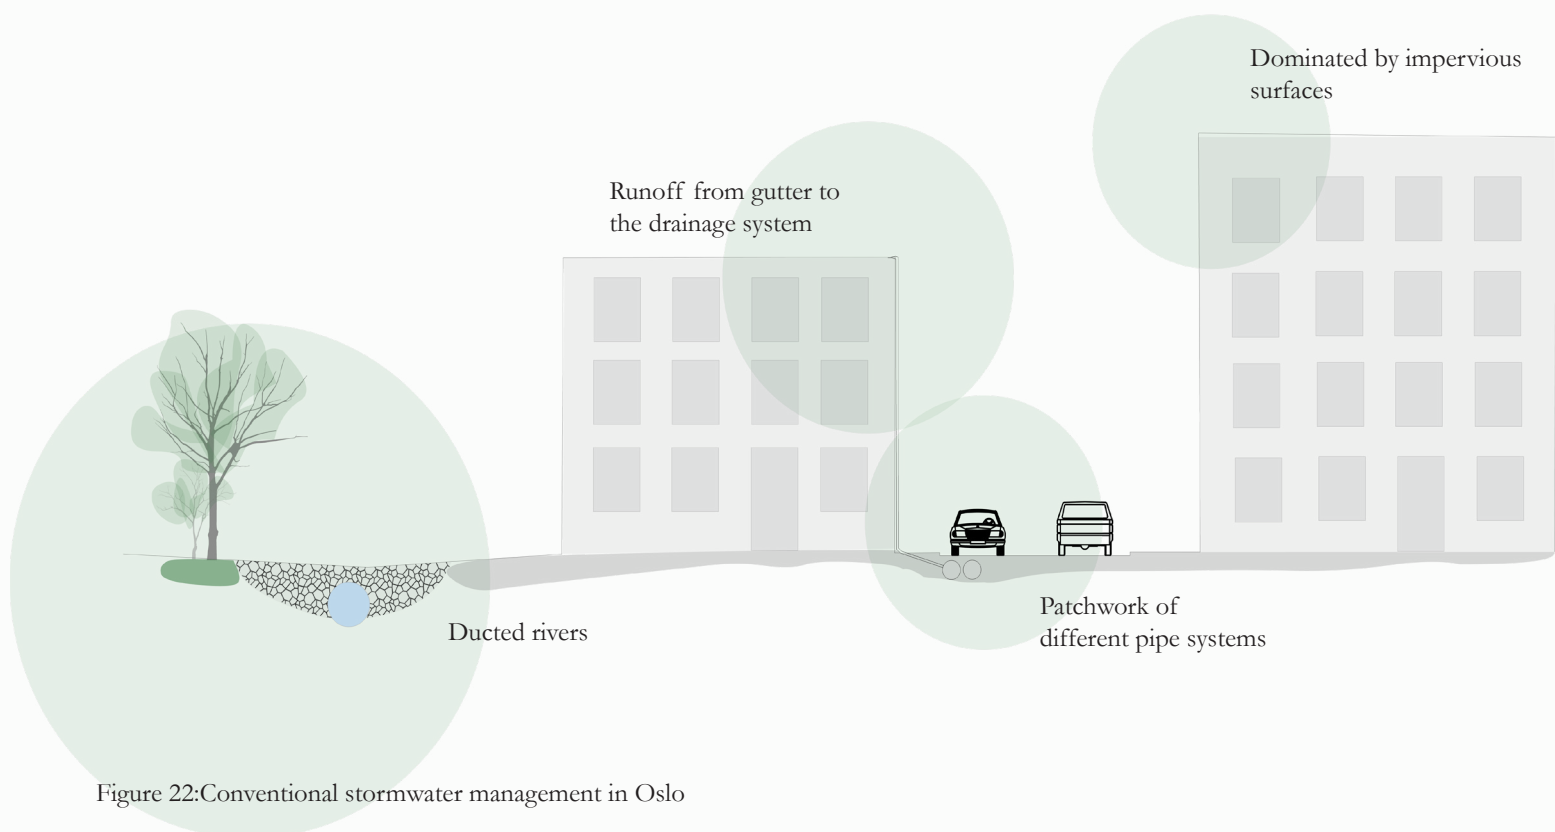 Dominated by impervious
surfaces
Runoff from gutter to
the drainage system
Patchwork of
different pipe systems
Ducted rivers
Figure 22:Conventional stormwater management in Oslo